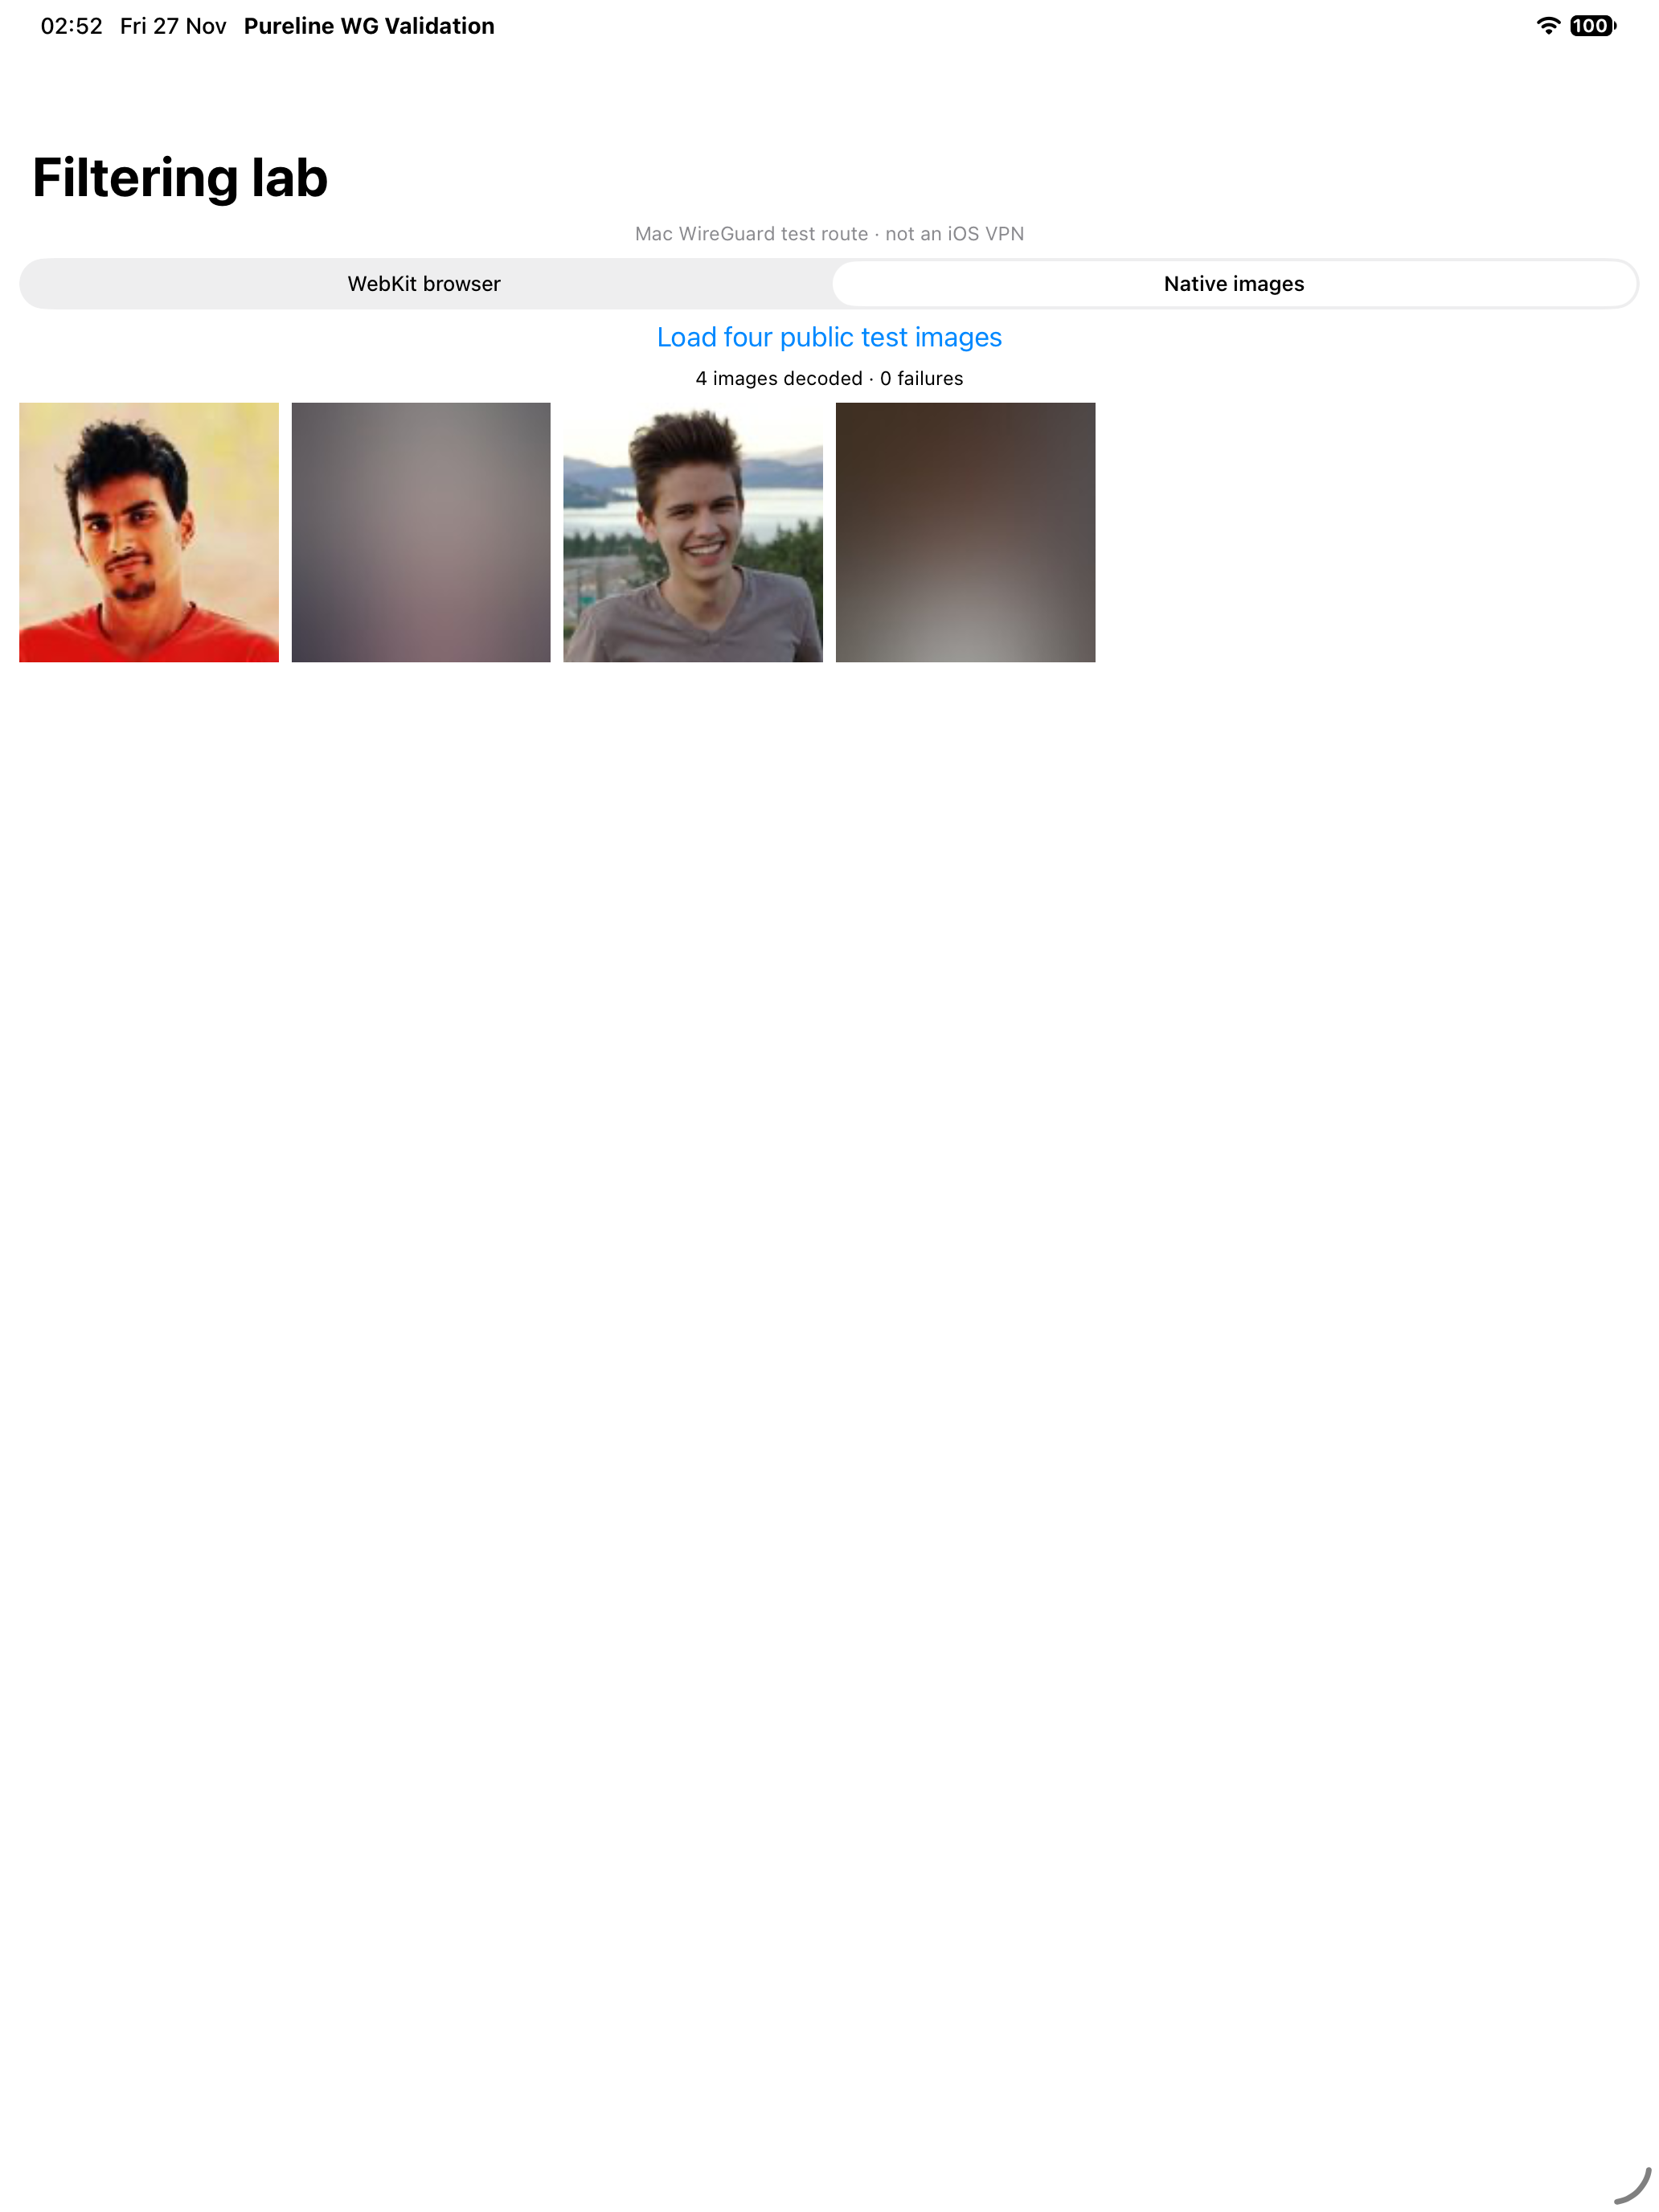 02:52 Fri 27 Nov Pureline WG Validation
100
Filtering lab
Mac WireGuard test route · not an iOS VPN
WebKit browser
Native images
Load four public test images
4 images decoded · 0 failures